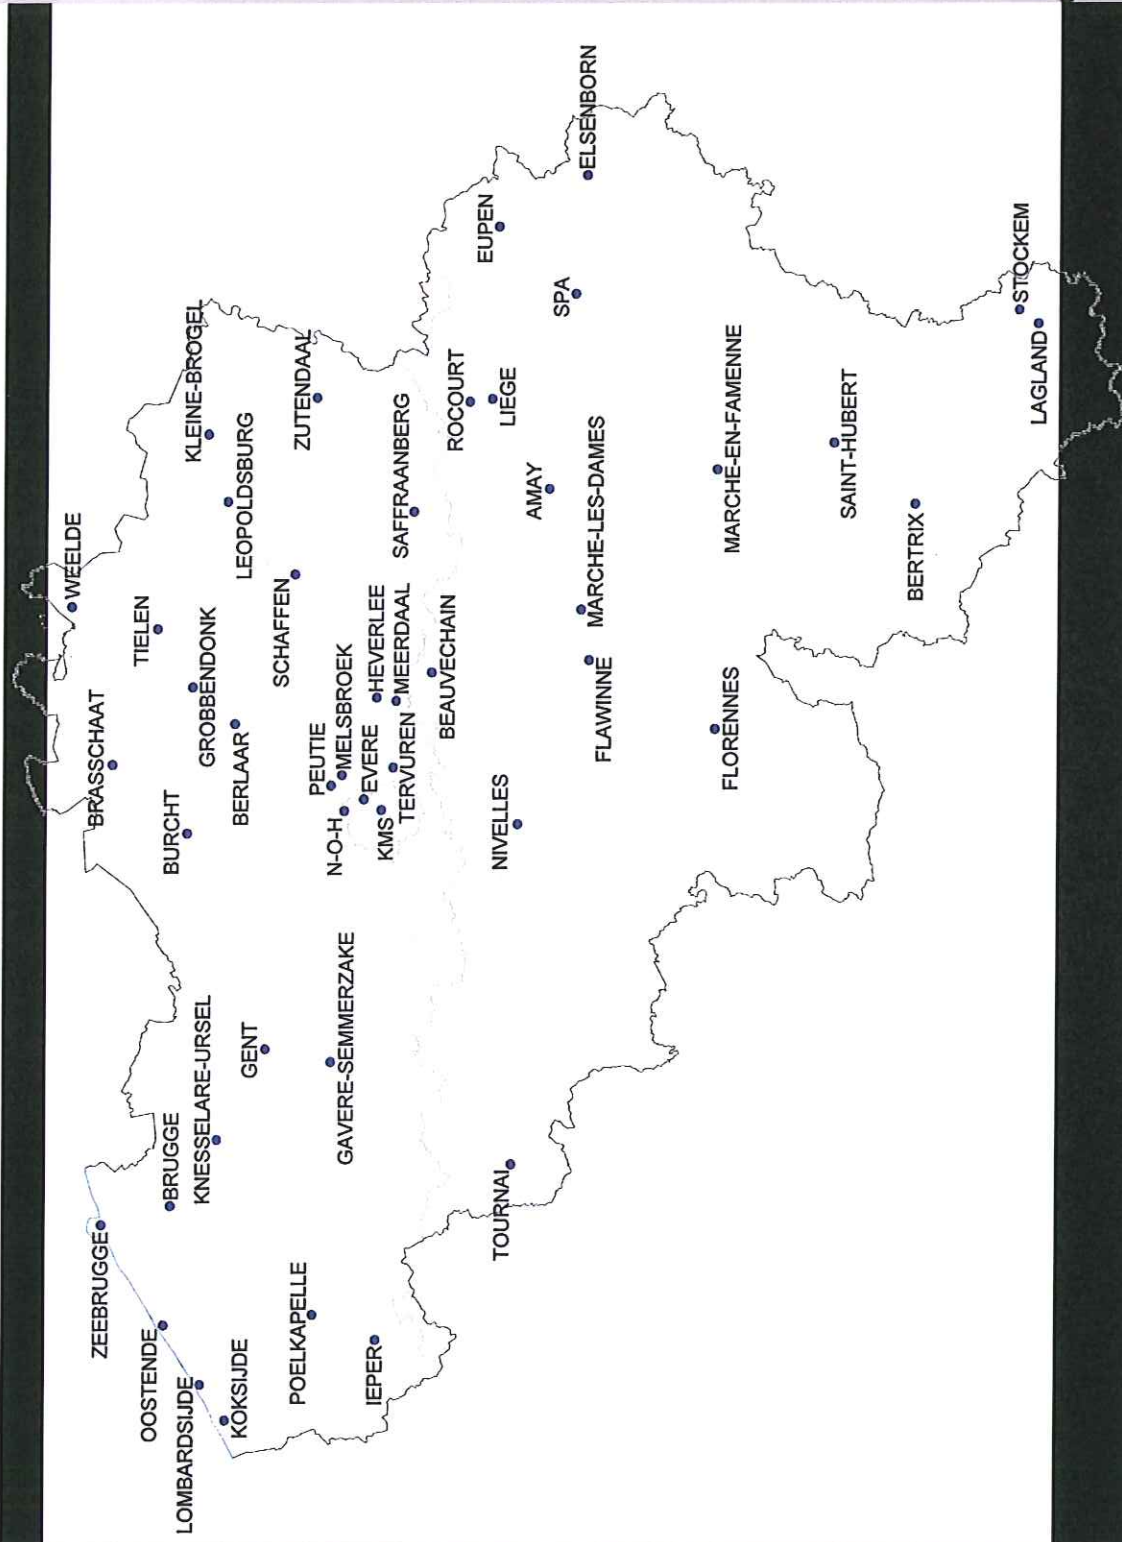 WEELDE
BRASSCHAAT
ZEEBRUGGE
TIELEN
OOSTENDE
BRUGGE
BURCHT
GROBBENDONK
KLEINE-BROGEL
LOMBARDSIJDE
KNESSELARE-URSEL
BERLAAR
LEOPOLDSBURG
KOKSIJDE
GENT
SCHAFFEN
ZUTENDAAL
POELKAPELLE
GAVERE-SEMMERZAKE
PEUTIE
MELSBROEK
N-O-H
EVERE
HEVERLEE
IEPER
KMS
TERVUREN
MEERDAAL
SAFFRAANBERG
BEAUVECHAIN
ROCOURT
EUPEN
LIEGE
TOURNAI
NIVELLES
AMAY
SPA
ELSENBORN
FLAWINNE
MARCHE-LES-DAMES
FLORENNES
MARCHE-EN-FAMENNE
SAINT-HUBERT
BERTRIX
STOCKEM
LAGLAND